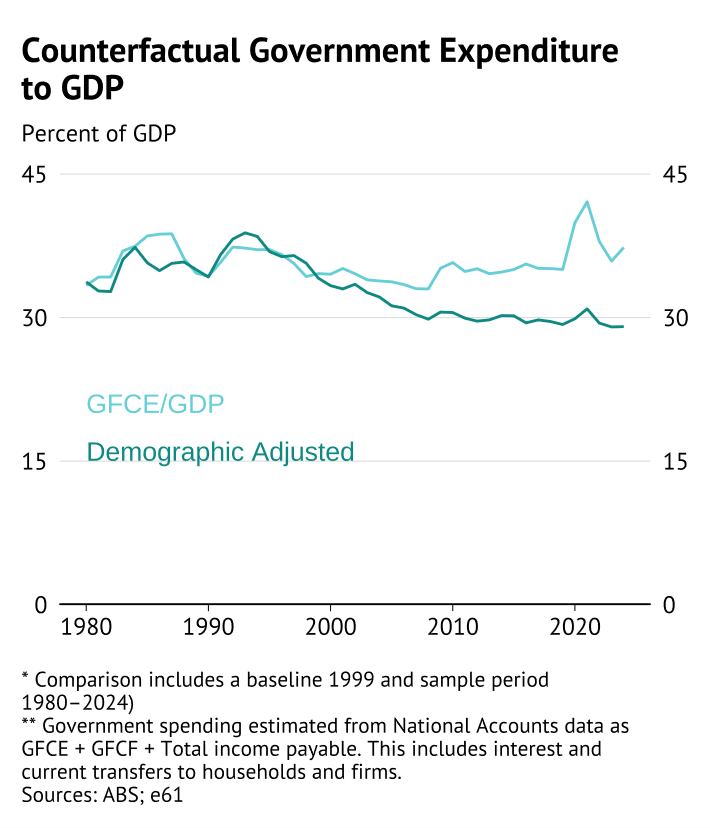 Counterfactual Government Expenditure
to GDP
Percent of GDP
45 45
30 30
GFCE/GDP
Demographic Adjusted
15 15
0 0
1980 1990 2000 2010 2020
* Comparison includes a baseline 1999 and sample period
1980–2024)
** Government spending estimated from National Accounts data as
GFCE + GFCF + Total income payable. This includes interest and
current transfers to households and firms.
Sources: ABS; e61